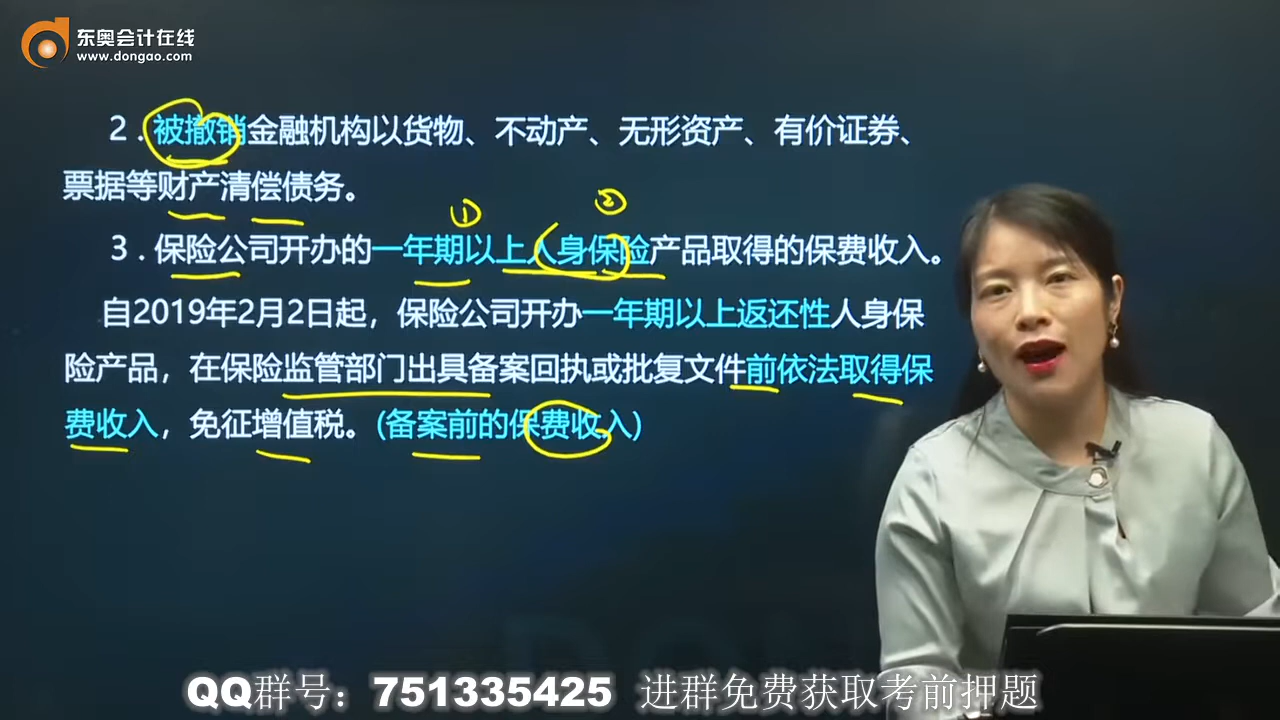 东奥会计在线
www.dongao.com
2．被撤销金融机构以货物、不动产、无形资产、有价证券、
票据等财产清偿债务。
① ②
3．保险公司开办的一年期以上人身保险产品取得的保费收入。
自2019年2月2日起，保险公司开办一年期以上返还性人身保
险产品，在保险监管部门出具备案回执或批复文件前依法取得保
费收入，免征增值税。(备案前的保费收入)
QQ群号：751335425 进群免费获取考前押题